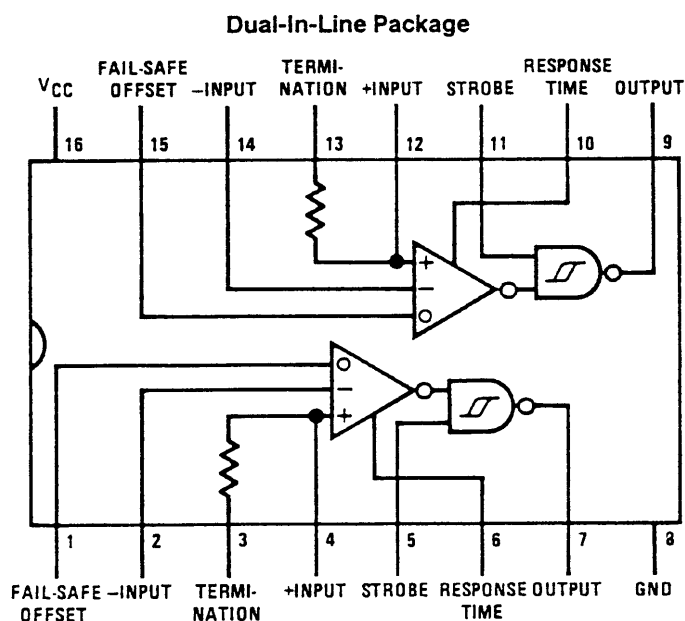 Dual-In-Line Package
VCC
FAIL-SAFE
OFFSET
–INPUT
TERMI-
NATION
+INPUT
STROBE
RESPONSE
TIME
OUTPUT
16
15
14
13
12
11
10
9
+
–
O
O
–
+
1
2
3
4
5
6
7
8
FAIL-SAFE
OFFSET
–INPUT
TERMI-
NATION
+INPUT
STROBE
RESPONSE
TIME
OUTPUT
GND